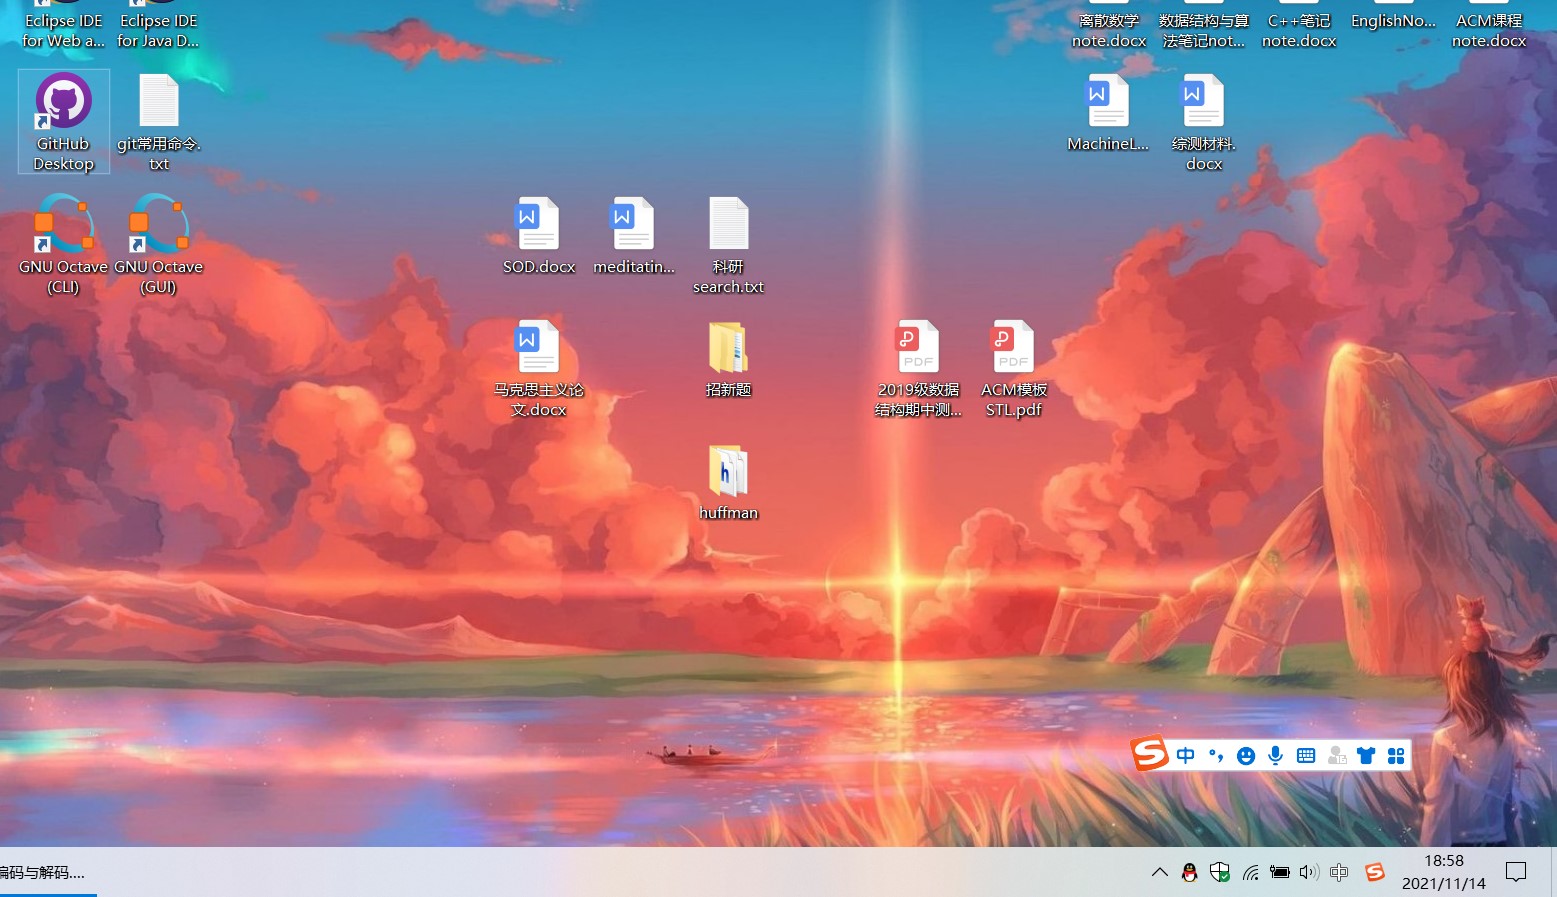 Eclipse IDE
for Web a...
Eclipse IDE
for Java D...
离散数学
note.docx
数据结构与算
法笔记not...
C++笔记
note.docx
EnglishNo...
ACM课程
note.docx
GitHub
Desktop
git常用命令.
txt
MachineL...
综测材料.
docx
GNU Octave
(CLI)
GNU Octave
(GUI)
SOD.docx
meditatin...
科研
search.txt
马克思主义论
文.docx
招新题
PDF
2019级数据
结构期中测...
PDF
ACM模板
STL.pdf
huffman
中
编码与解码....
中
18:58
2021/11/14